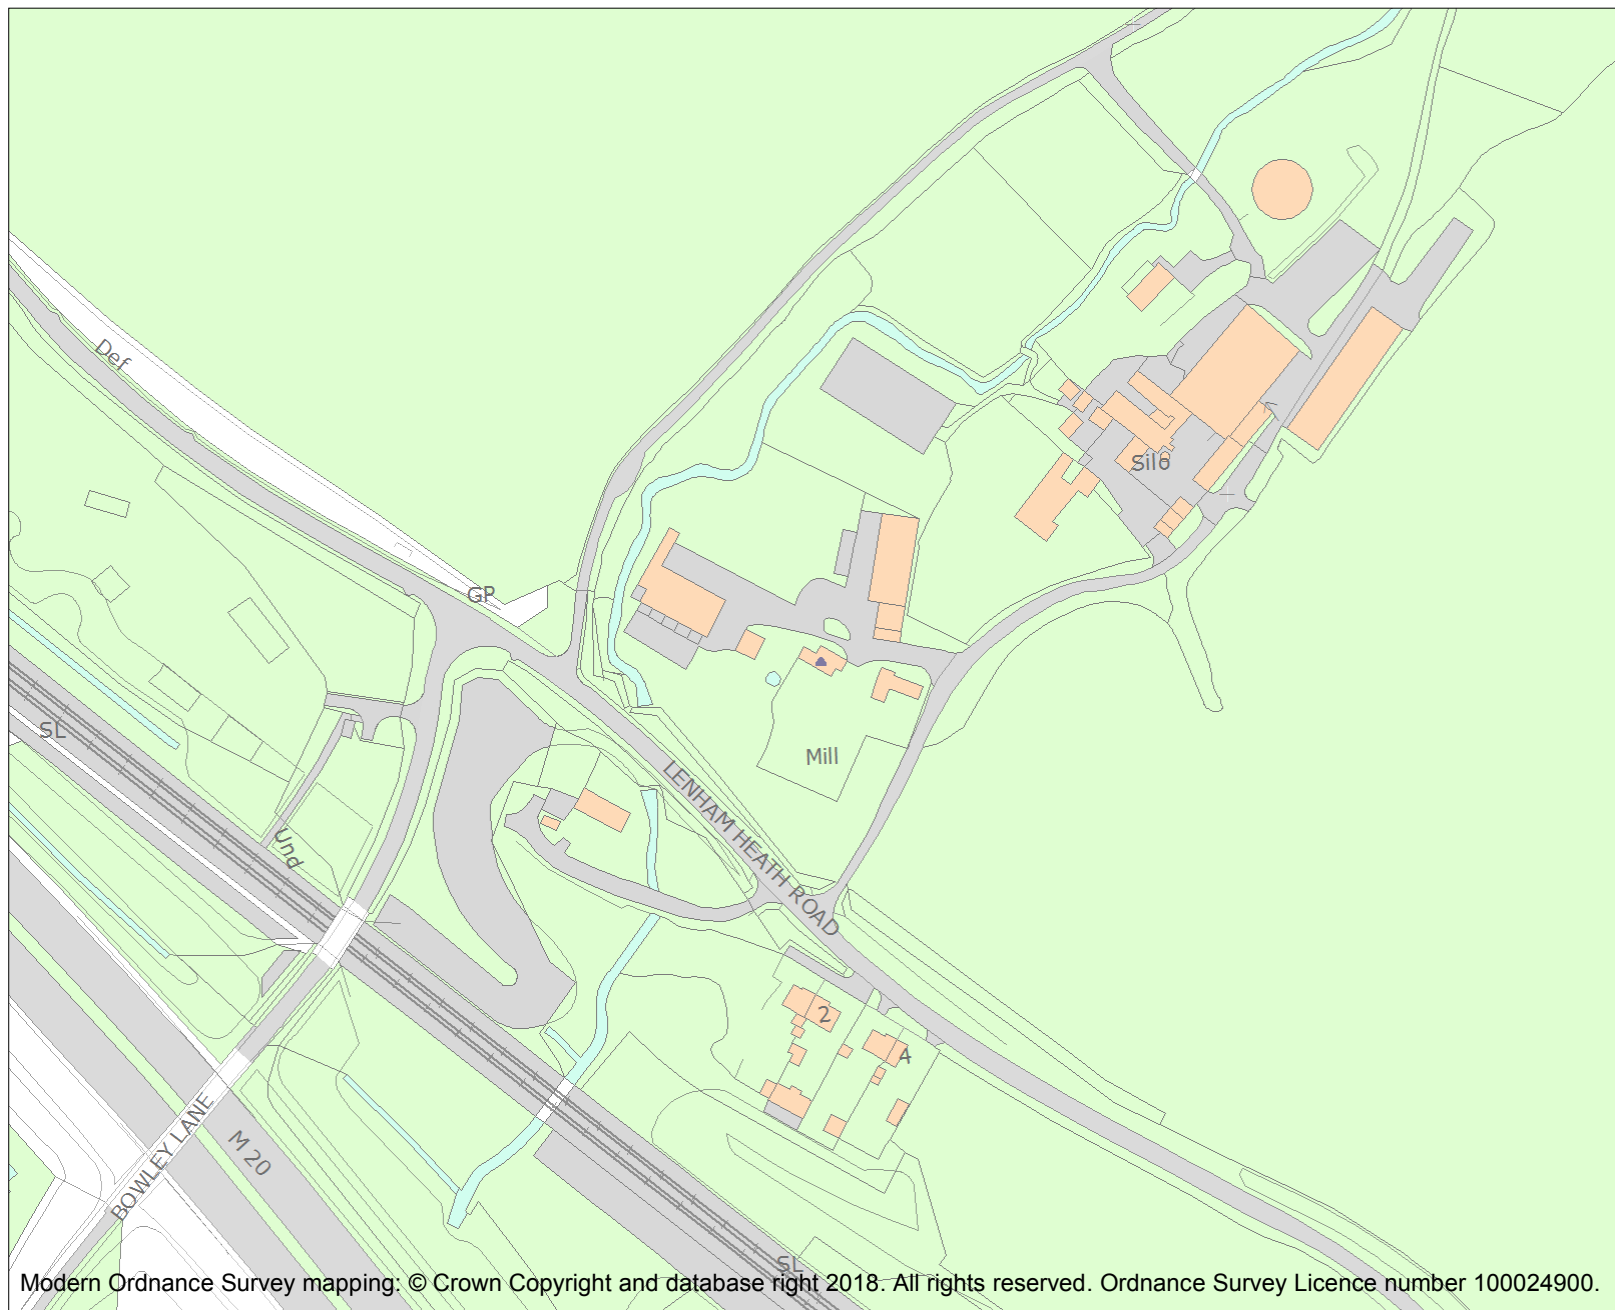 Def
Silo
GP
SL
Mill
LENHAM HEATH ROAD
Und
2
4
BOWLEY LANE
M 20
SL
Modern Ordnance Survey mapping: © Crown Copyright and database right 2018. All rights reserved. Ordnance Survey Licence number 100024900.